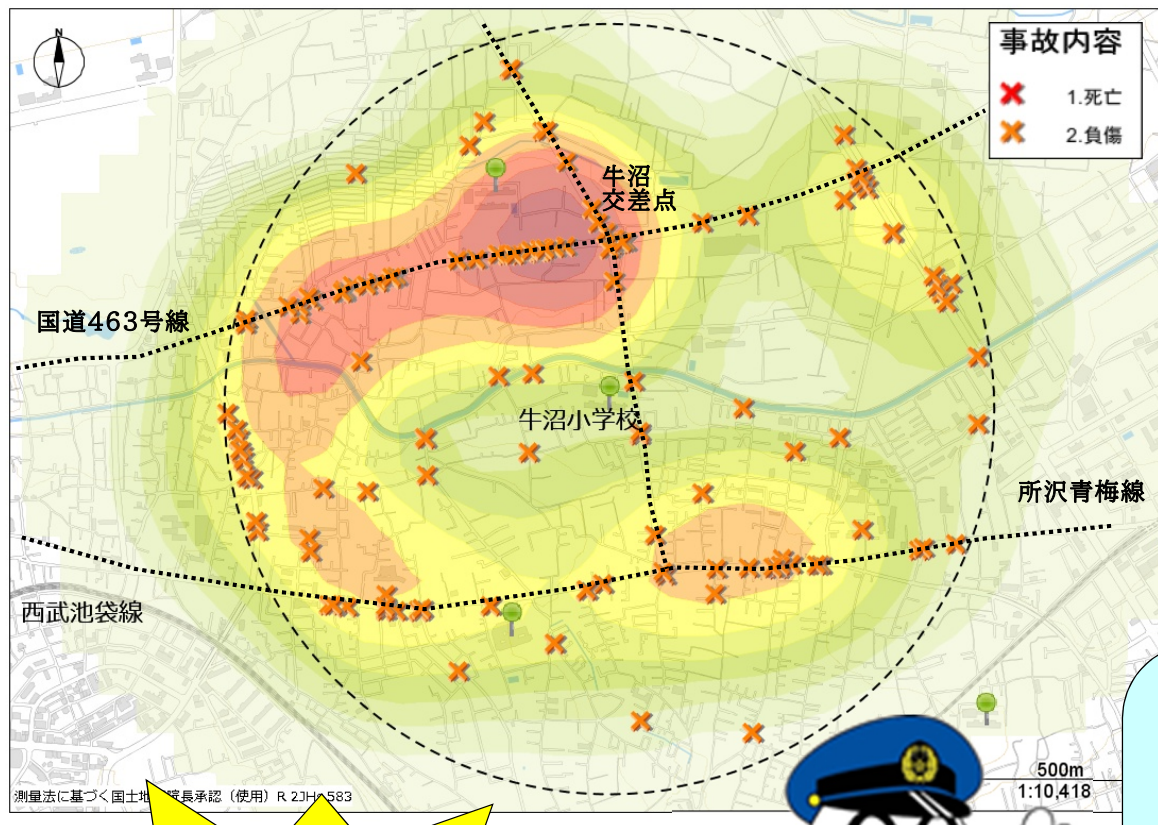 N
事故内容
1.死亡
2.負傷
牛沼
交差点
国道463号線
牛沼小学校
所沢青梅線
西武池袋線
500m
1:10,418
測量法に基づく国土地 院長承認(使用)R 2JHs 583